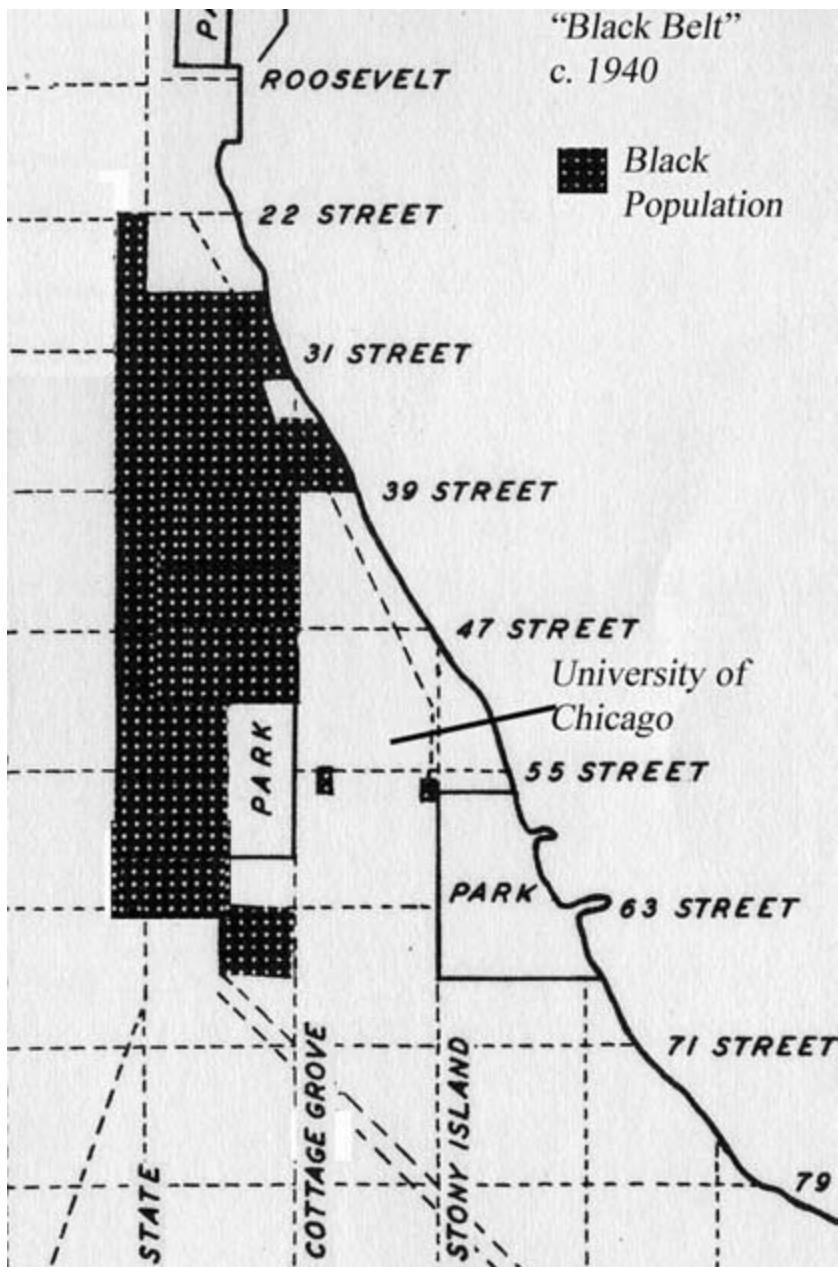 "Black Belt"
c. 1940
ROOSEVELT
Black
Population
22 STREET
31 STREET
39 STREET
47 STREET
University of
Chicago
55 STREET
PARK
PARK
63 STREET
71 STREET
79
STATE
COTTAGE GROVE
STONY ISLAND